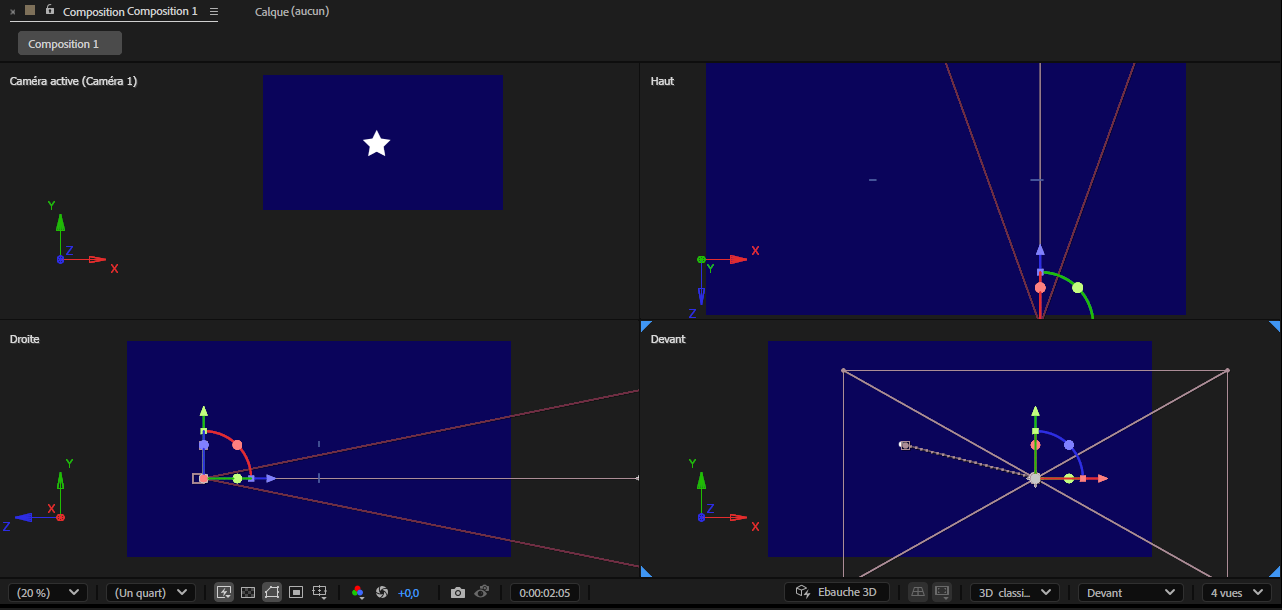 Composition Composition 1
Calque (aucun)
Composition 1
Caméra active (Caméra 1)
Y
Z
X
Haut
X
Y
Z
Droite
Y
X
Z
Devant
Y
Z
X
(20 %)
(Un quart)
+0,0
0:00:02:05
Ebauche 3D
3D classi...
Devant
4 vues